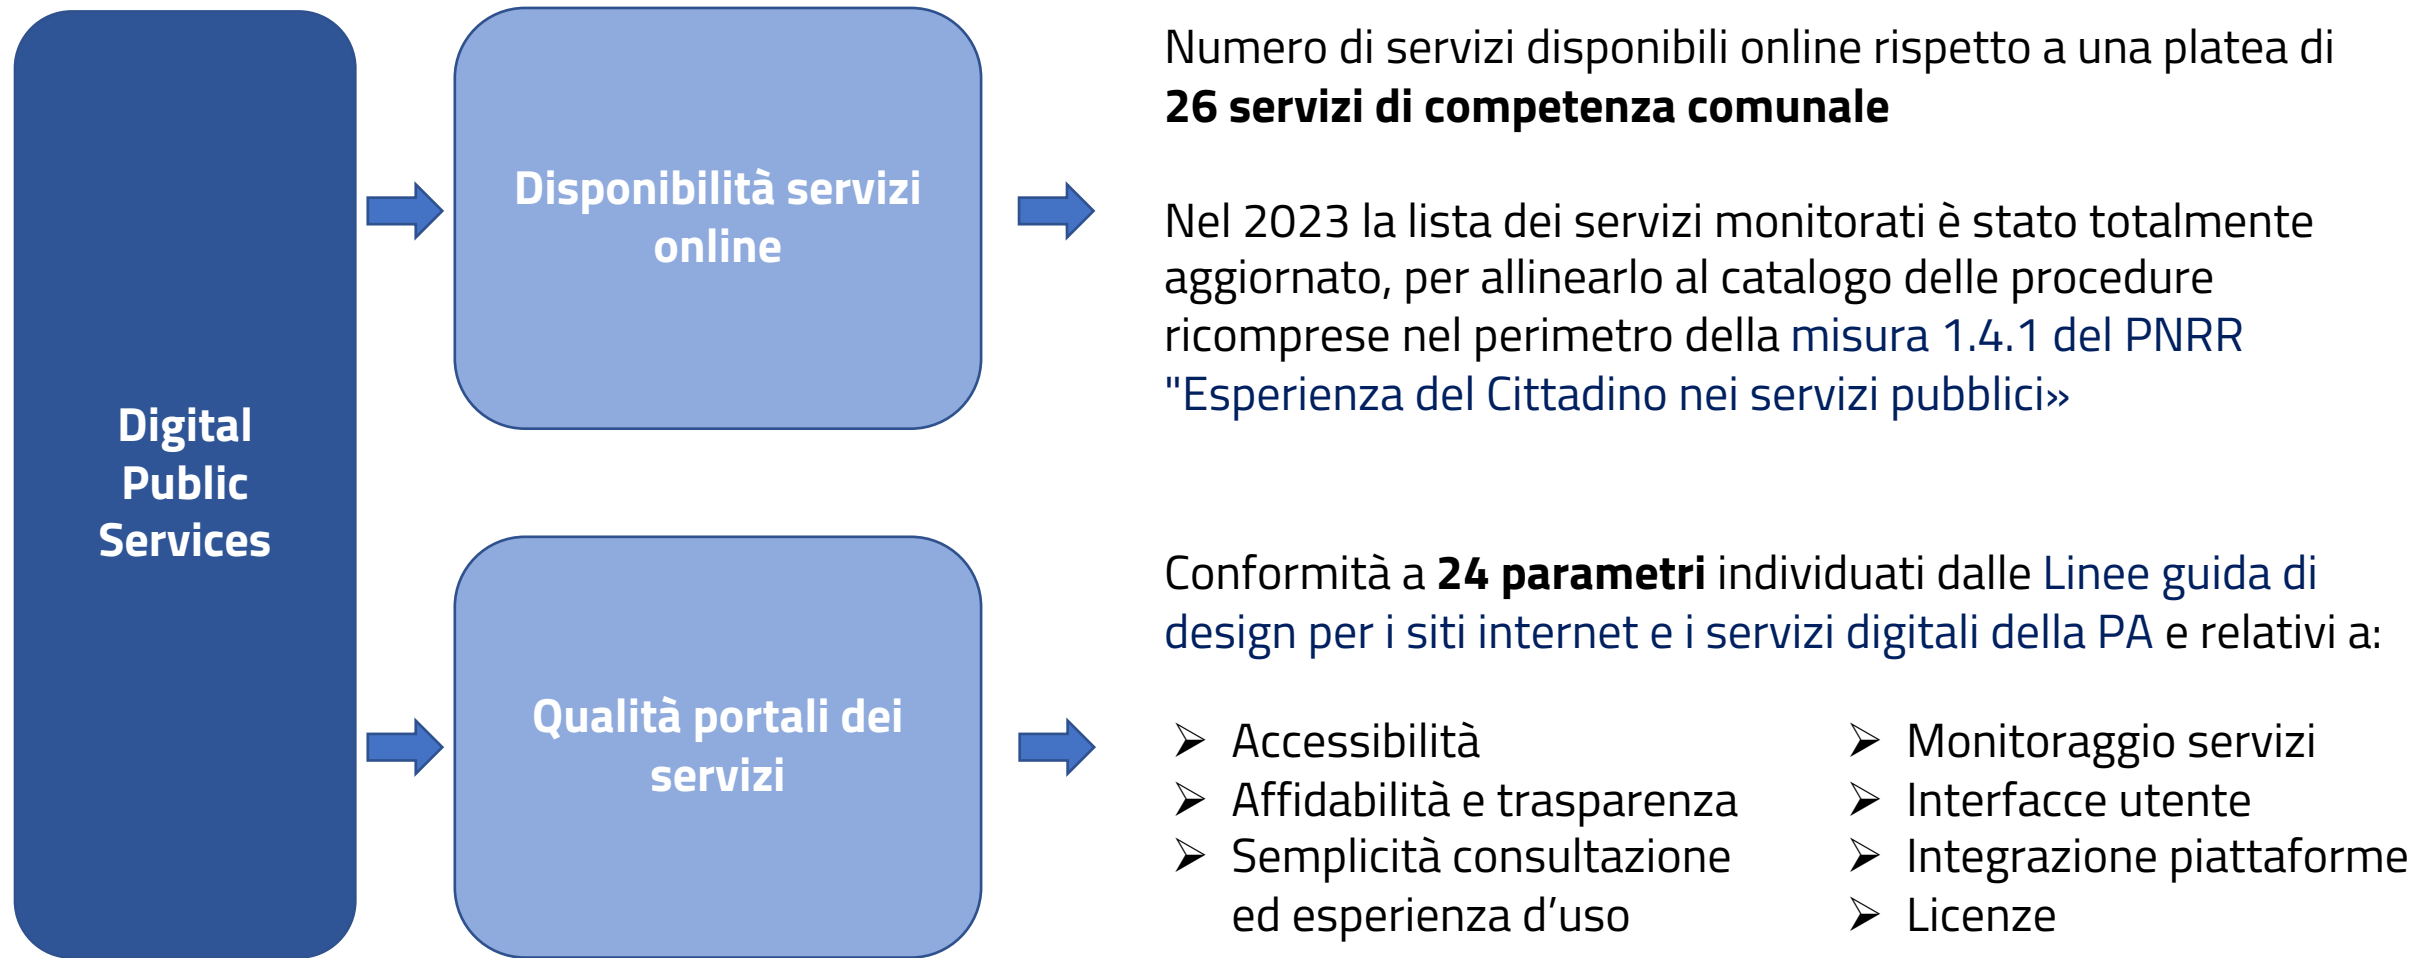 Digital
Public
Services
Disponibilità servizi
online
Numero di servizi disponibili online rispetto a una platea di
26 servizi di competenza comunale
Nel 2023 la lista dei servizi monitorati è stato totalmente
aggiornato, per allinearlo al catalogo delle procedure
ricomprese nel perimetro della misura 1.4.1 del PNRR
"Esperienza del Cittadino nei servizi pubblici»
Qualità portali dei
servizi
Conformità a 24 parametri individuati dalle Linee guida di
design per i siti internet e i servizi digitali della PA e relativi a:
➢ Accessibilità
➢ Affidabilità e trasparenza
➢ Semplicità consultazione
ed esperienza d’uso
➢ Monitoraggio servizi
➢ Interfacce utente
➢ Integrazione piattaforme
➢ Licenze